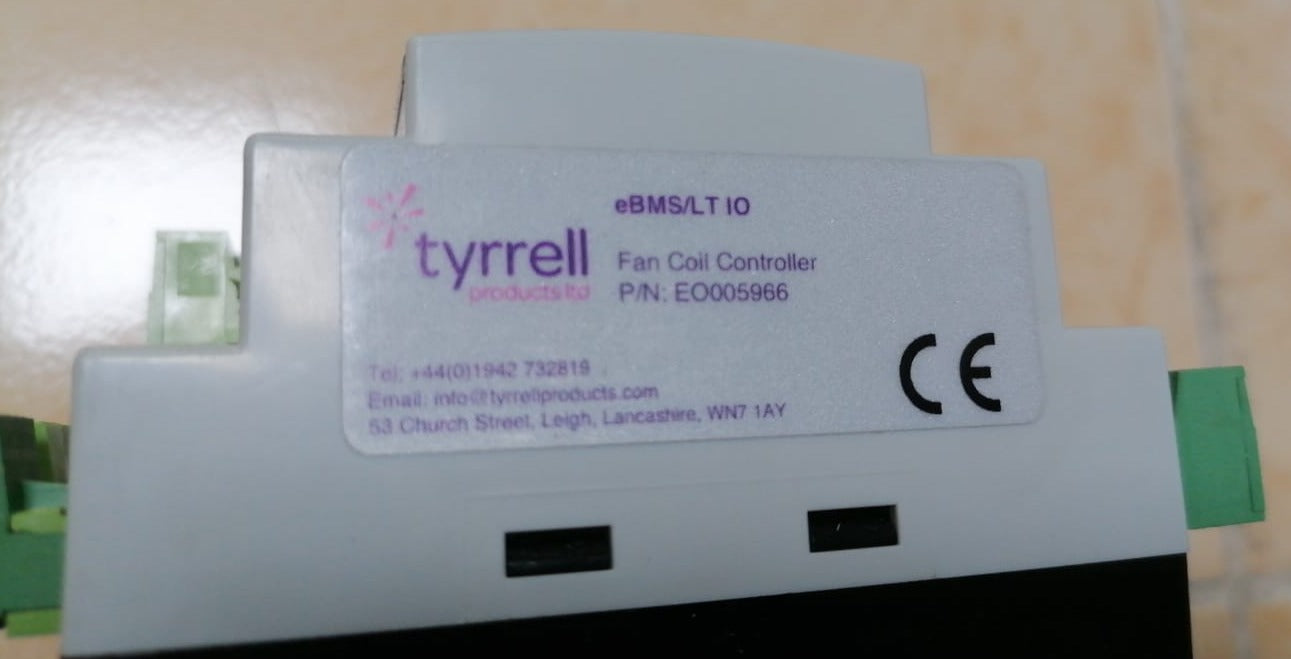 eBMS/LT IO
tyrrell
products ltd
Fan Coil Controller
P/N: EO005966
Tel: +44(0)1942 732819
Email: info@tyrrellproducts.com
53 Church Street, Leigh, Lancashire, WN7 1AY
CE